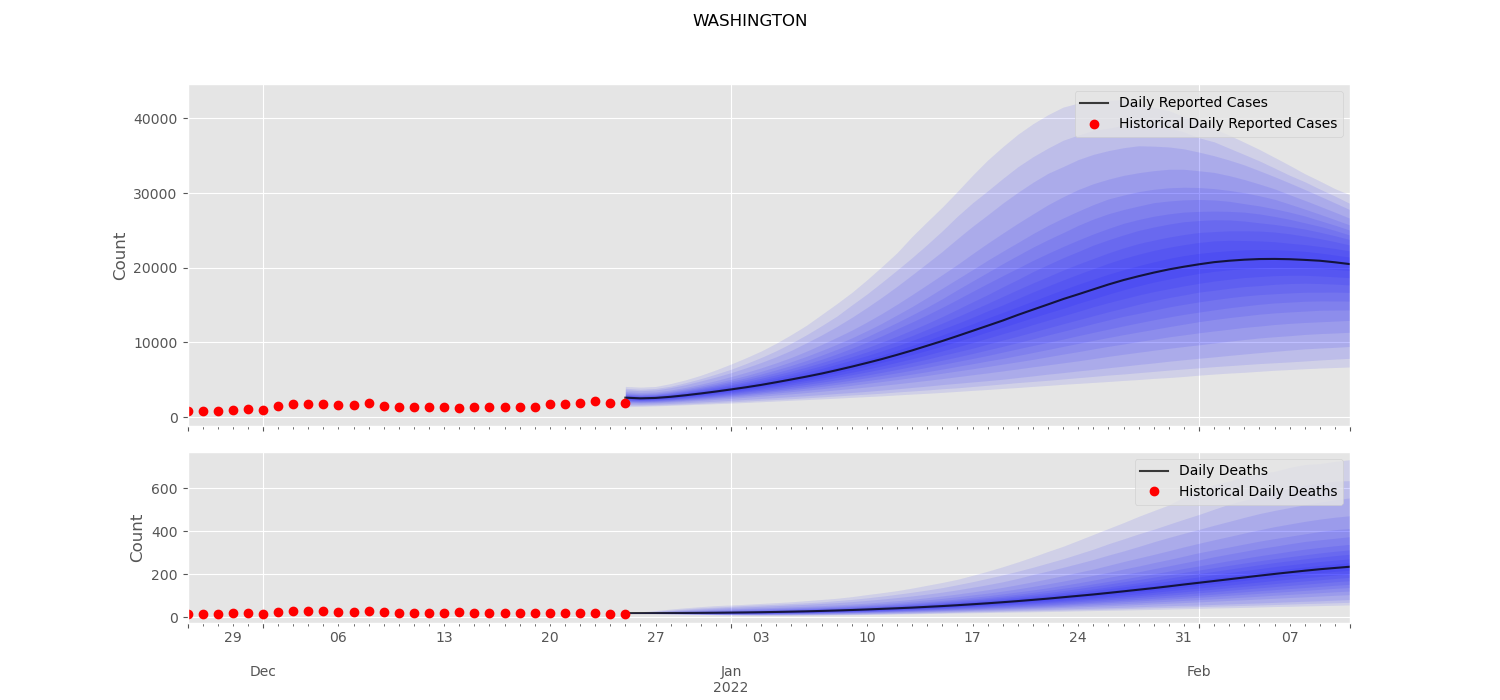 WASHINGTON
Count
40000
30000
20000
10000
0
Daily Reported Cases
Historical Daily Reported Cases
Count
600
400
200
0
Daily Deaths
Historical Daily Deaths
29 06 13 20 27 03 10 17 24 31 07
Dec Jan Feb
2022